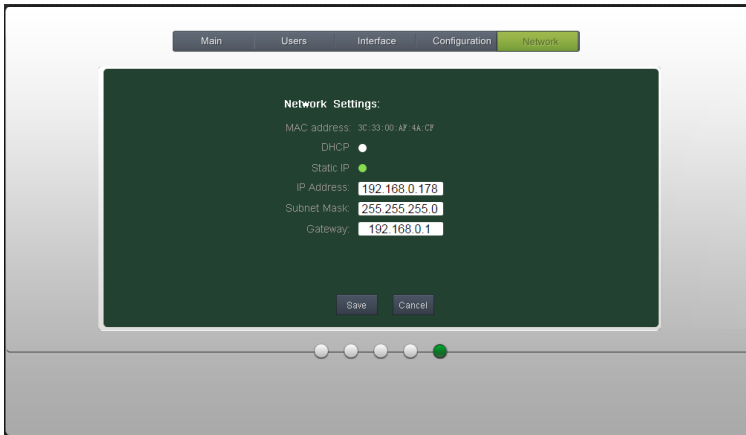 Main Users Interface Configuration Network
Network Settings:
MAC address: 3C:33:00:AF:4A:CF
DHCP
Static IP
IP Address: 192.168.0.178
Subnet Mask: 255.255.255.0
Gateway: 192.168.0.1
Save Cancel